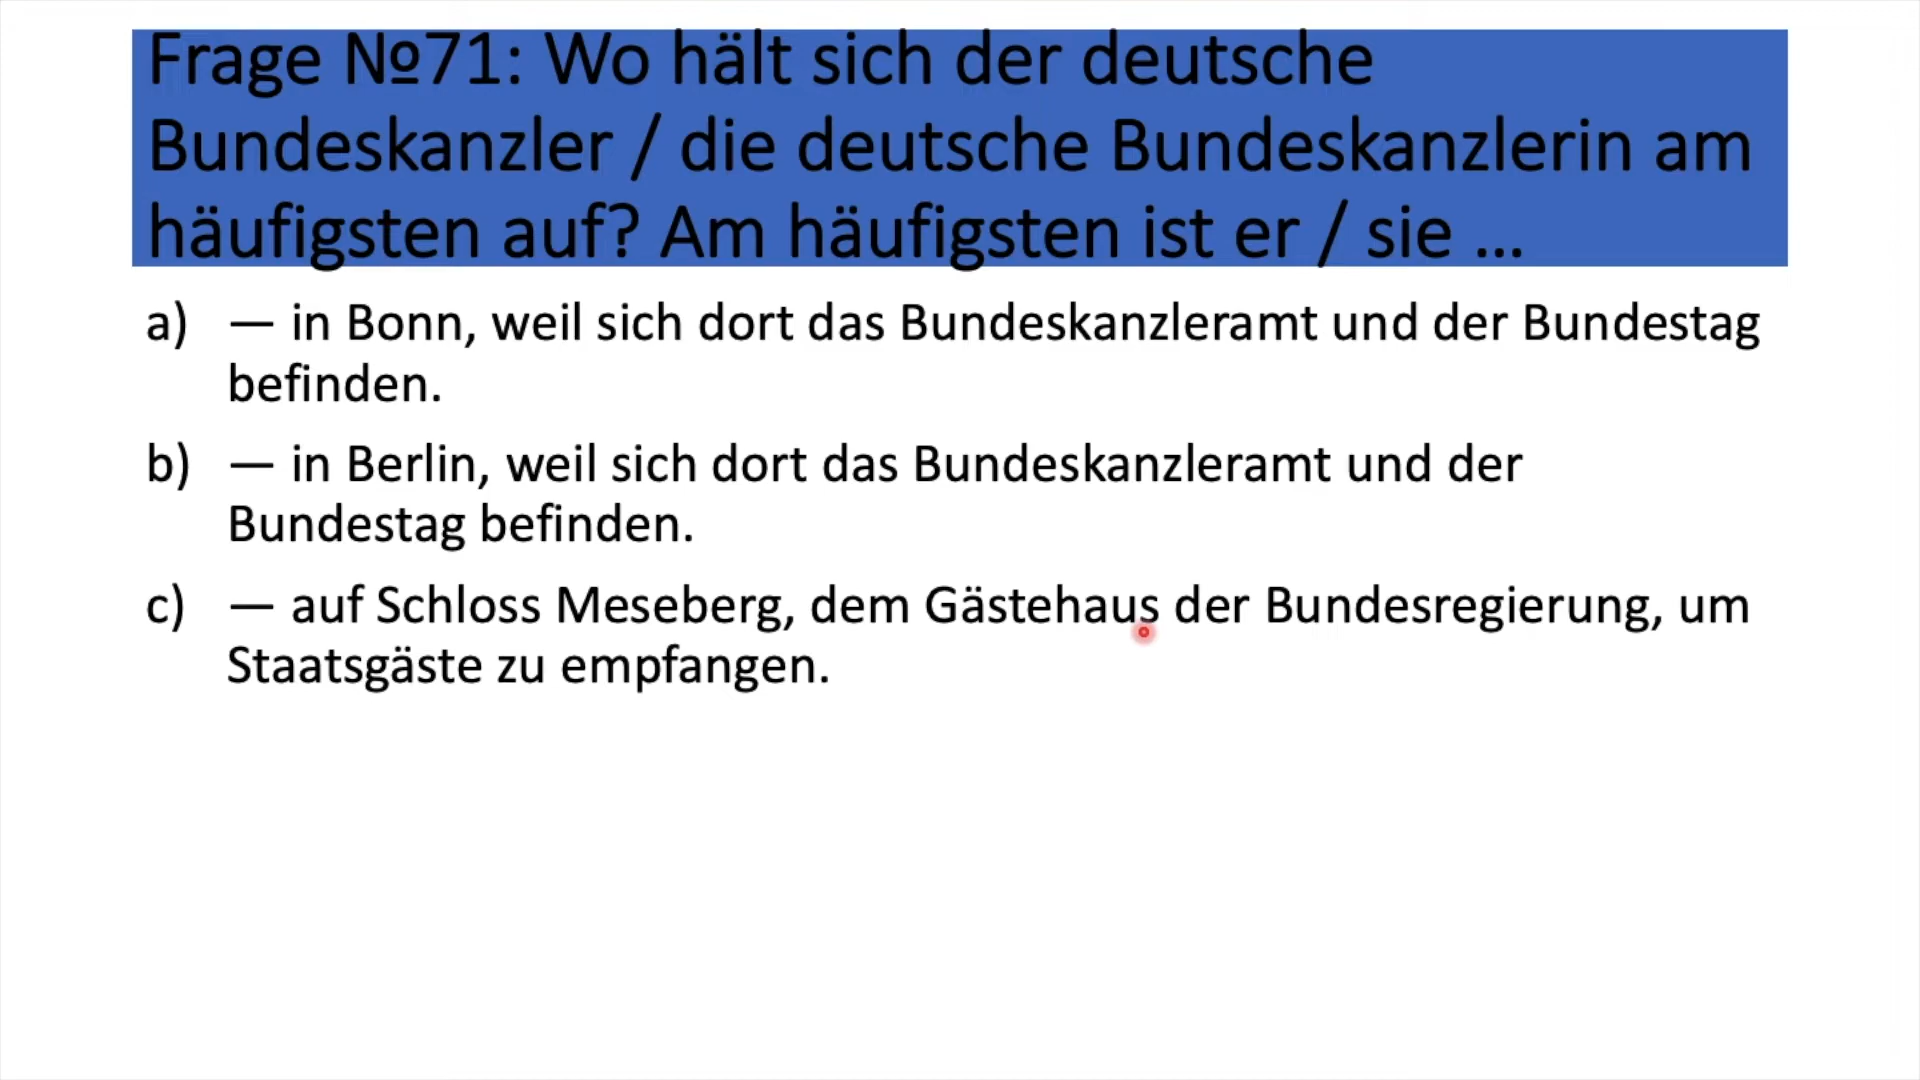 Frage №71: Wo hält sich der deutsche
Bundeskanzler / die deutsche Bundeskanzlerin am
häufigsten auf? Am häufigsten ist er / sie ...
a) — in Bonn, weil sich dort das Bundeskanzleramt und der Bundestag
befinden.
b) — in Berlin, weil sich dort das Bundeskanzleramt und der
Bundestag befinden.
c) — auf Schloss Meseberg, dem Gästehaus der Bundesregierung, um
Staatsgäste zu empfangen.